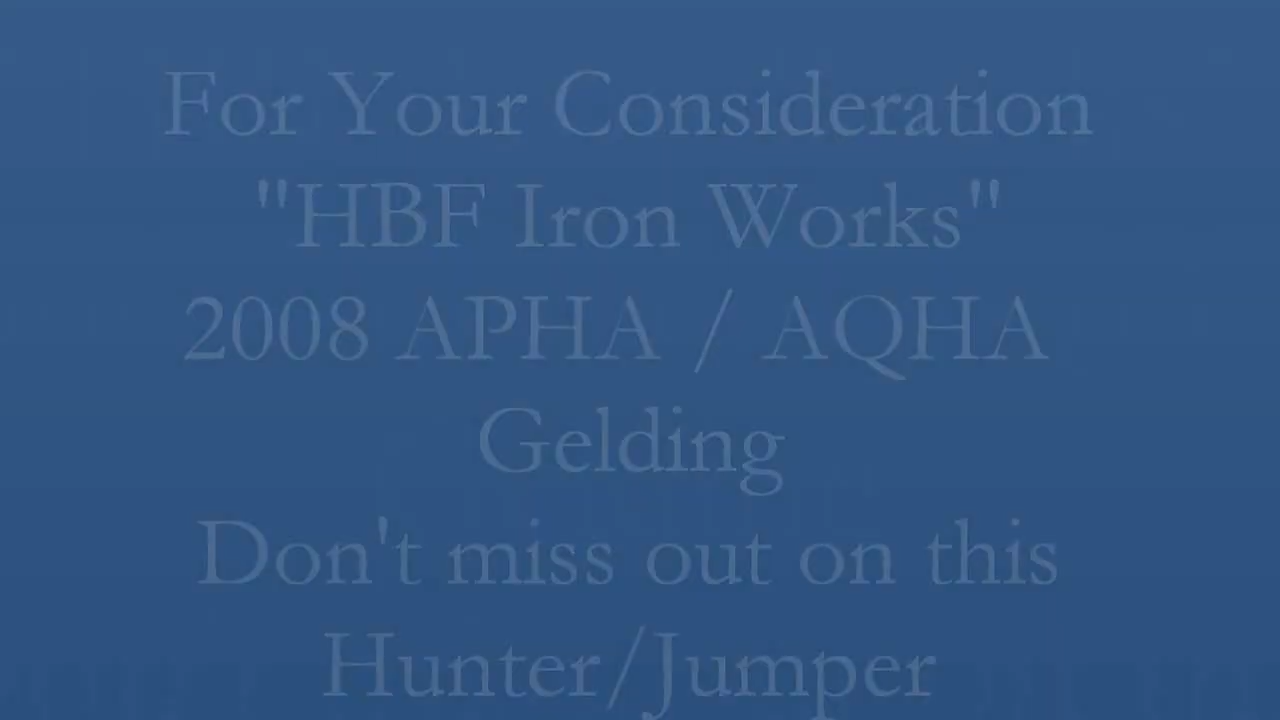 For Your Consideration
"HBF Iron Works"
2008 APHA / AQHA
Gelding
Don't miss out on this
Hunter/Jumper